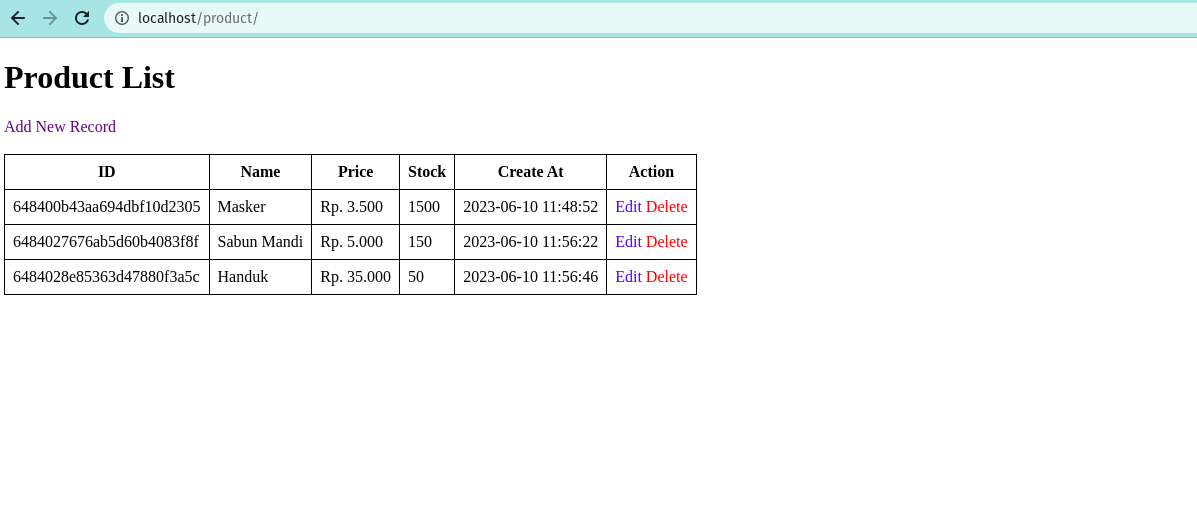 localhost/product/
Product List
Add New Record
ID Name Price Stock Create At Action
648400b43aa694dbf10d2305 Masker Rp. 3.500 1500 2023-06-10 11:48:52 Edit Delete
6484027676ab5d60b4083f8f Sabun Mandi Rp. 5.000 150 2023-06-10 11:56:22 Edit Delete
6484028e85363d47880f3a5c Handuk Rp. 35.000 50 2023-06-10 11:56:46 Edit Delete